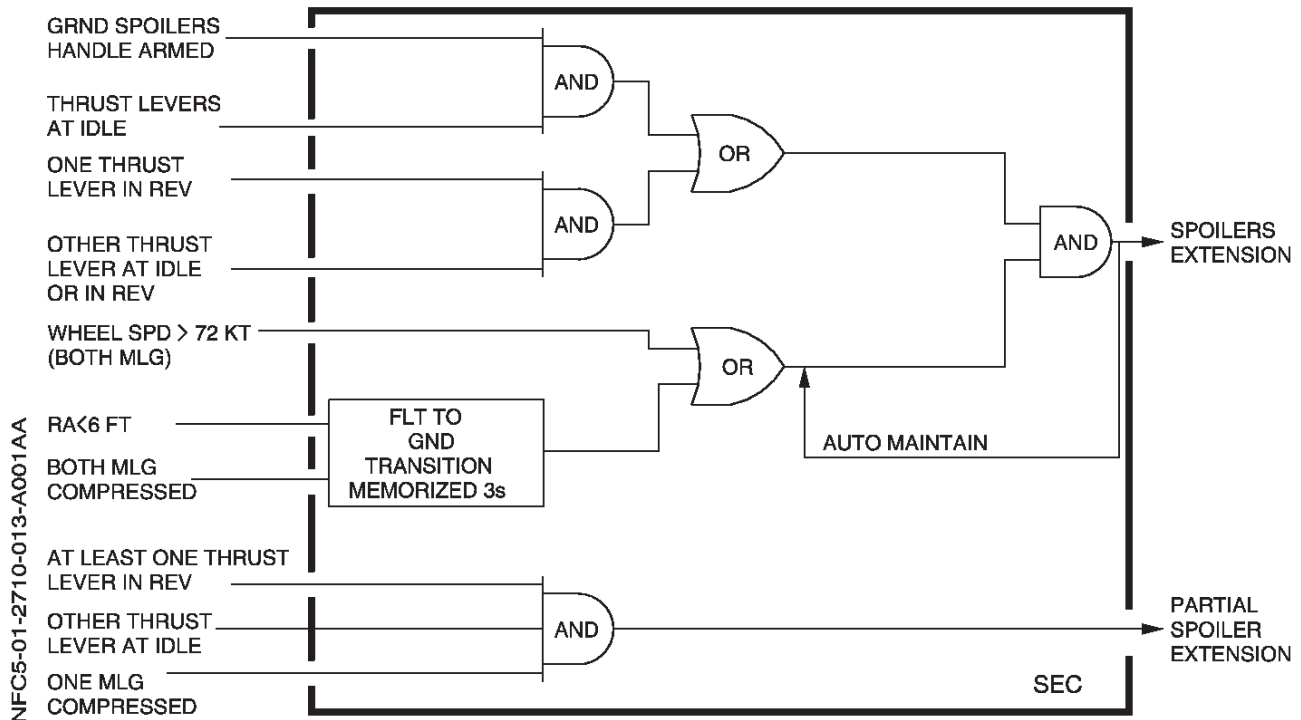 GRND SPOILERS
HANDLE ARMED
AND
THRUST LEVERS
AT IDLE
OR
ONE THRUST
LEVER IN REV
AND
OTHER THRUST
LEVER AT IDLE
OR IN REV
AND
SPOILERS
EXTENSION
WHEEL SPD > 72 KT
(BOTH MLG)
OR
RA<6 FT
BOTH MLG
COMPRESSED
FLT TO
GND
TRANSITION
MEMORIZED 3s
AUTO MAINTAIN
AT LEAST ONE THRUST
LEVER IN REV
OTHER THRUST
LEVER AT IDLE
ONE MLG
COMPRESSED
AND
PARTIAL
SPOILER
EXTENSION
SEC
NFC5-01-2710-013-A001AA